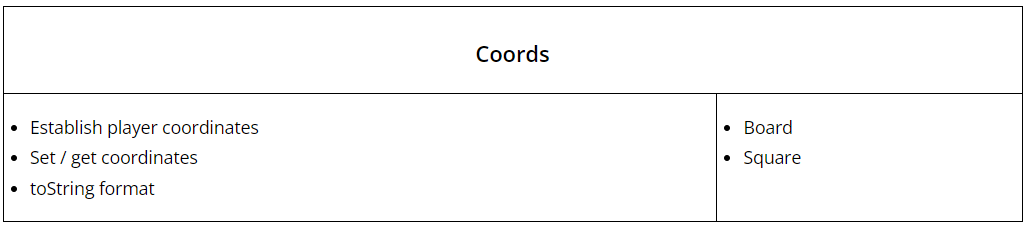 Coords
Establish player coordinates
Set / get coordinates
toString format
Board
Square